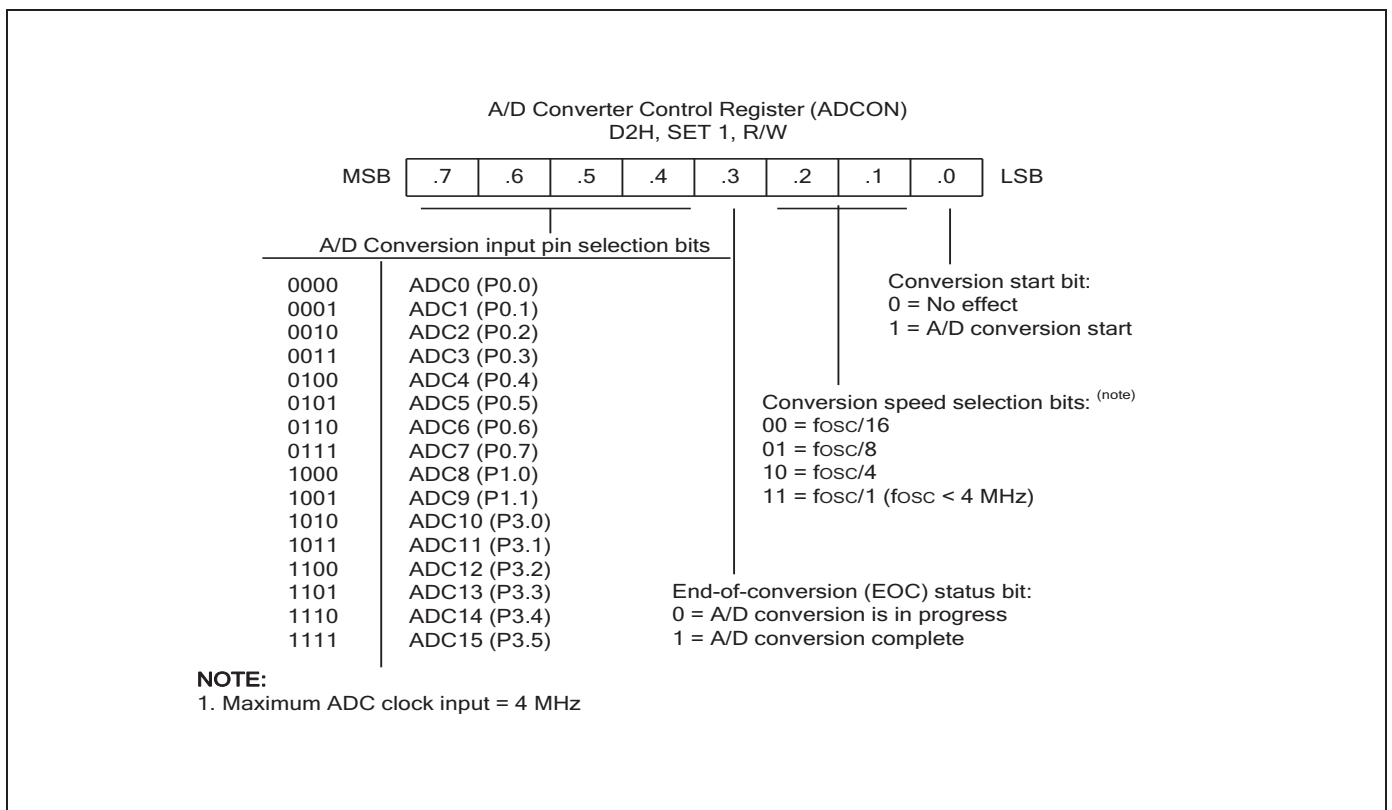 A/D Converter Control Register (ADCON)
D2H, SET 1, R/W
MSB .7 .6 .5 .4 .3 .2 .1 .0 LSB
A/D Conversion input pin selection bits
0000 ADC0 (P0.0)
0001 ADC1 (P0.1)
0010 ADC2 (P0.2)
0011 ADC3 (P0.3)
0100 ADC4 (P0.4)
0101 ADC5 (P0.5)
0110 ADC6 (P0.6)
0111 ADC7 (P0.7)
1000 ADC8 (P1.0)
1001 ADC9 (P1.1)
1010 ADC10 (P3.0)
1011 ADC11 (P3.1)
1100 ADC12 (P3.2)
1101 ADC13 (P3.3)
1110 ADC14 (P3.4)
1111 ADC15 (P3.5)
Conversion start bit:
0 = No effect
1 = A/D conversion start
Conversion speed selection bits: (note)
00 = fosc/16
01 = fosc/8
10 = fosc/4
11 = fosc/1 (fosc < 4 MHz)
End-of-conversion (EOC) status bit:
0 = A/D conversion is in progress
1 = A/D conversion complete
NOTE:
1. Maximum ADC clock input = 4 MHz